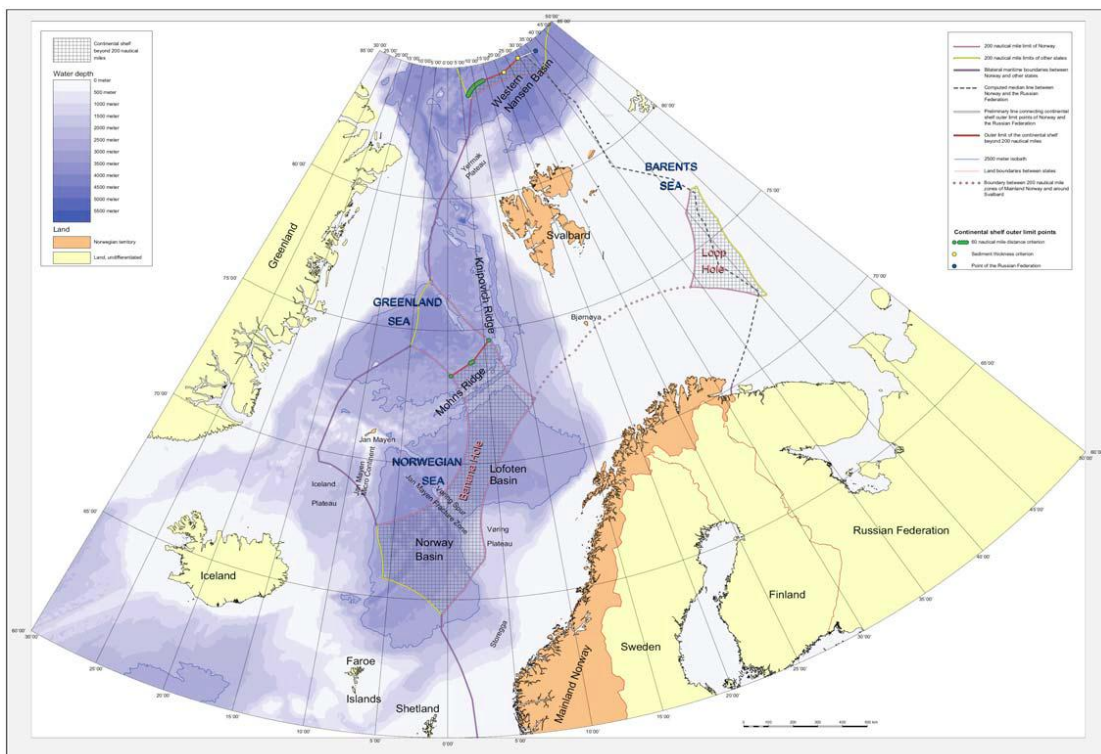 Continental shelf
beyond 200 nautical
miles
Water depth
0 meter
500 meter
1000 meter
1500 meter
2000 meter
2500 meter
3000 meter
3500 meter
4000 meter
4500 meter
5000 meter
5500 meter
Land
Norwegian territory
Land, undifferentiated
200 nautical mile limit of Norway
200 nautical mile limits of other states
Bilateral maritime boundaries between
Norway and other states
Computed median line between
Norway and the Russian
Federation
Preliminary line connecting continental
shelf outer limit points of Norway and
the Russian Federation
Outer limit of the continental shelf
beyond 200 nautical miles
2500 meter isobath
Land boundaries between states
Boundary between 200 nautical mile
zones of Mainland Norway and around
Svalbard
Continental shelf outer limit points
60 nautical mile distance criterion
Sediment thickness criterion
Point of the Russian Federation
Western
Nansen Basin
Yermak
Plateau
BARENTS
SEA
Loop
Hole
Svalbard
Greenland
Knipovich Ridge
GREENLAND
SEA
Bjørnøya
Mohns Ridge
Jan Mayen
NORWEGIAN
SEA
Jan Mayen
Micro Continent
Iceland
Plateau
Banana Hole
Lofoten
Basin
Vøring Spur
Jan Mayen Fracture Zone
Norway
Basin
Vøring
Plateau
Iceland
Storegga
Faroe
Islands
Shetland
Mainland Norway
Sweden
Finland
Russian Federation